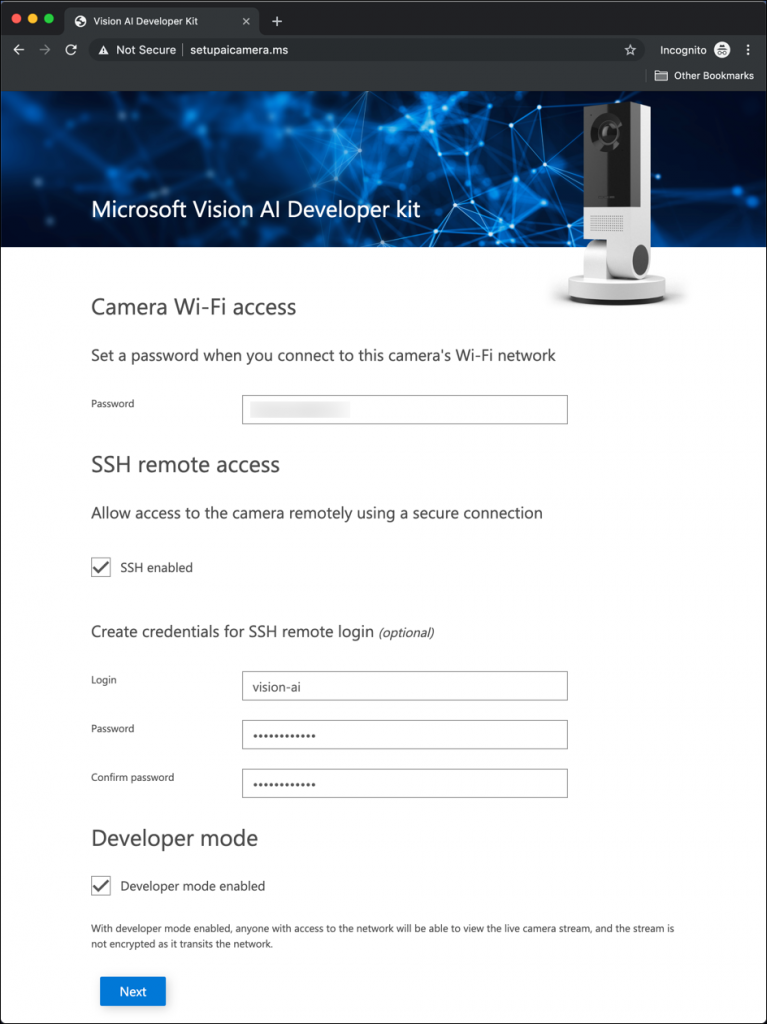 Vision AI Developer Kit
Not Secure | setupaicamera.ms
Incognito
Other Bookmarks
Microsoft Vision AI Developer kit
Camera Wi-Fi access
Set a password when you connect to this camera's Wi-Fi network
Password
SSH remote access
Allow access to the camera remotely using a secure connection
SSH enabled
Create credentials for SSH remote login (optional)
Login
vision-ai
Password
••••••••••••
Confirm password
••••••••••••
Developer mode
Developer mode enabled
With developer mode enabled, anyone with access to the network will be able to view the live camera stream, and the stream is
not encrypted as it transits the network.
Next